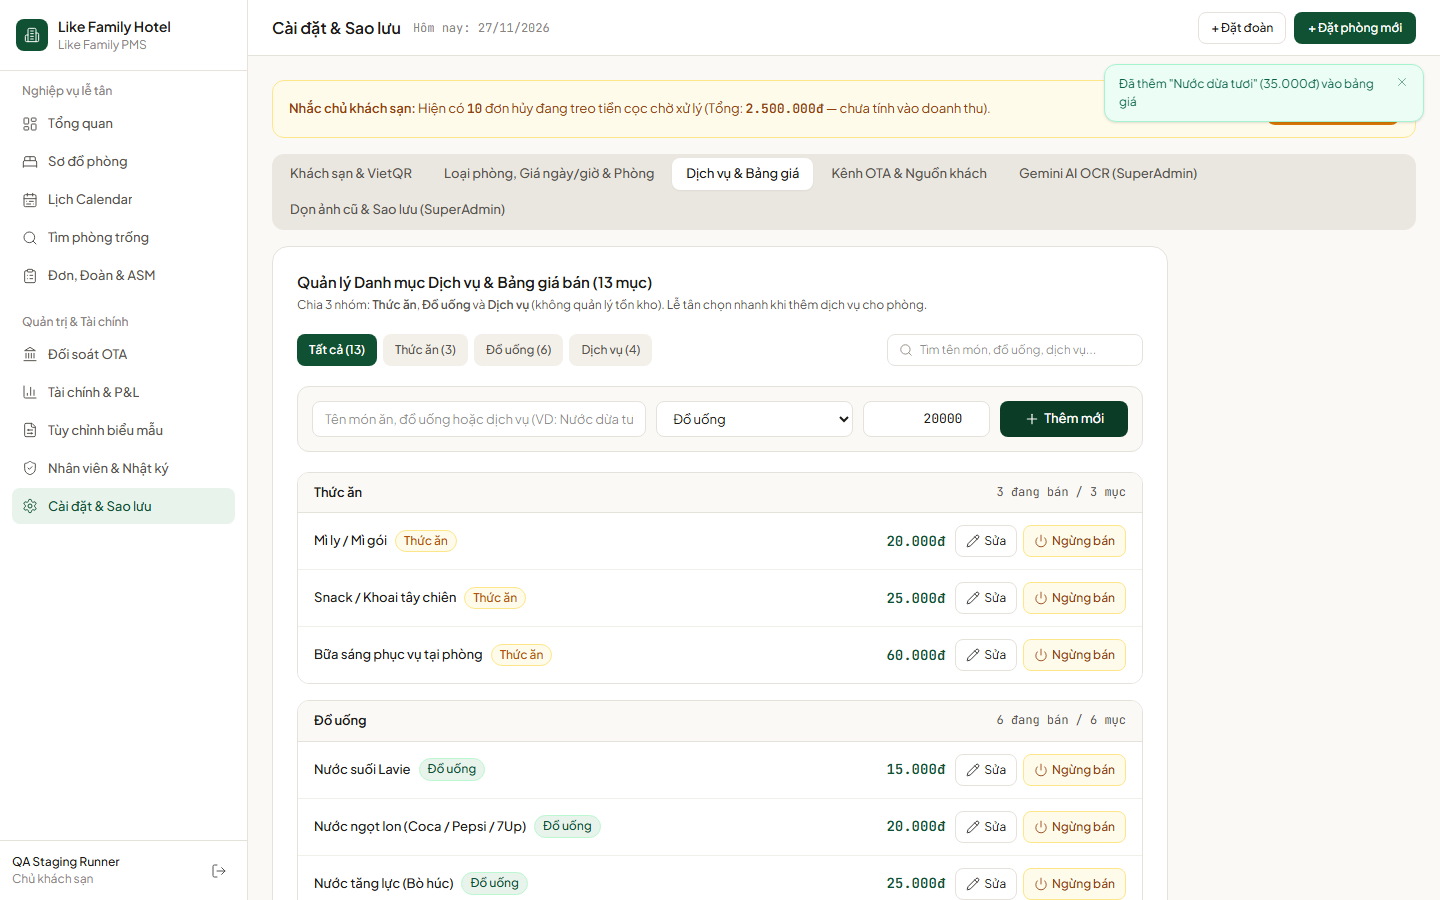 Like Family Hotel
Like Family PMS
Nghiệp vụ lễ tân
Tổng quan
Sơ đồ phòng
Lịch Calendar
Tìm phòng trống
Đơn, Đoàn & ASM
Quản trị & Tài chính
Đối soát OTA
Tài chính & P&L
Tùy chỉnh biểu mẫu
Nhân viên & Nhật ký
Cài đặt & Sao lưu
QA Staging Runner
Chủ khách sạn
Cài đặt & Sao lưu Hôm nay: 27/11/2026
+ Đặt đoàn
+ Đặt phòng mới
Đã thêm "Nước dừa tươi" (35.000đ) vào bảng
giá
Nhắc chủ khách sạn: Hiện có 10 đơn hủy đang treo tiền cọc chờ xử lý (Tổng: 2.500.000đ — chưa tính vào doanh thu).
Khách sạn & VietQR Loại phòng, Giá ngày/giờ & Phòng Dịch vụ & Bảng giá Kênh OTA & Nguồn khách Gemini AI OCR (SuperAdmin)
Dọn ảnh cũ & Sao lưu (SuperAdmin)
Quản lý Danh mục Dịch vụ & Bảng giá bán (13 mục)
Chia 3 nhóm: Thức ăn, Đồ uống và Dịch vụ (không quản lý tồn kho). Lễ tân chọn nhanh khi thêm dịch vụ cho phòng.
Tất cả (13) Thức ăn (3) Đồ uống (6) Dịch vụ (4) Tìm tên món, đồ uống, dịch vụ...
Tên món ăn, đồ uống hoặc dịch vụ (VD: Nước dừa tu Đồ uống 20000 + Thêm mới
Thức ăn 3 đang bán / 3 mục
Mì ly / Mì gói Thức ăn 20.000đ Sửa Ngừng bán
Snack / Khoai tây chiên Thức ăn 25.000đ Sửa Ngừng bán
Bữa sáng phục vụ tại phòng Thức ăn 60.000đ Sửa Ngừng bán
Đồ uống 6 đang bán / 6 mục
Nước suối Lavie Đồ uống 15.000đ Sửa Ngừng bán
Nước ngọt lon (Coca / Pepsi / 7Up) Đồ uống 20.000đ Sửa Ngừng bán
Nước tăng lực (Bò húc) Đồ uống 25.000đ Sửa Ngừng bán